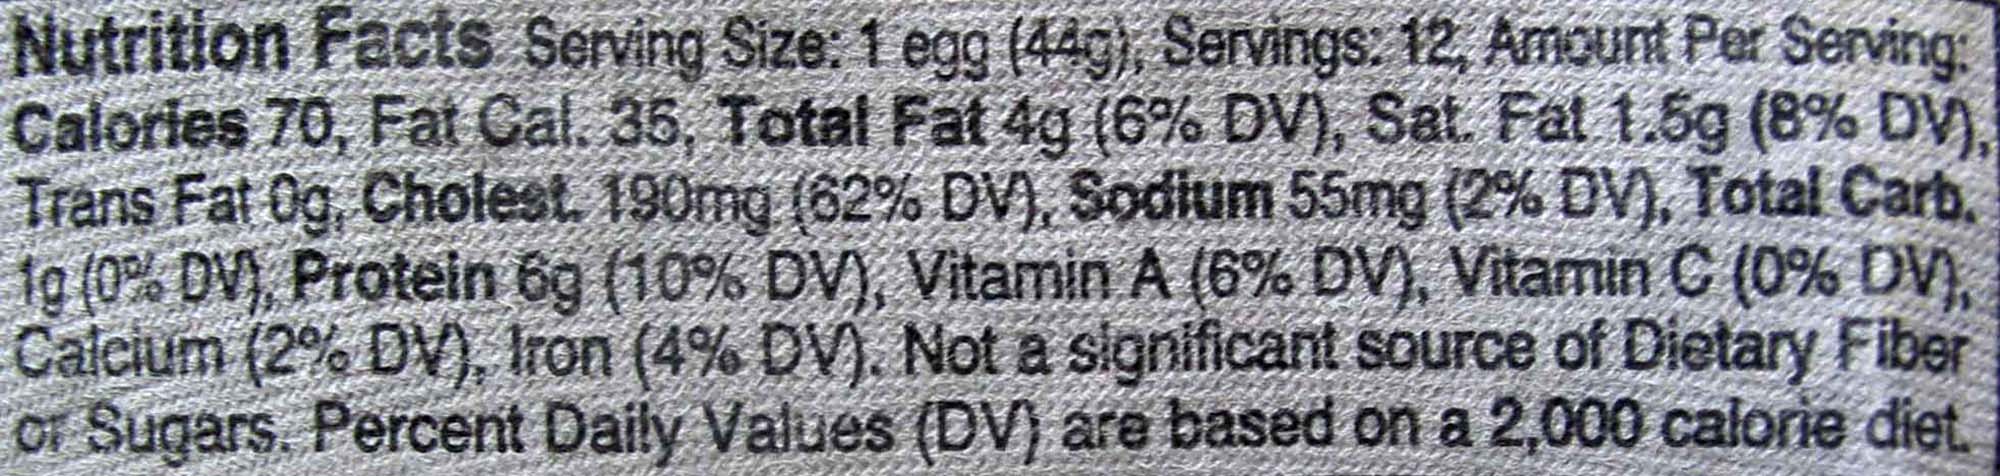 Nutrition Facts Serving Size: 1 egg (44g), Servings: 12, Amount Per Serving:
Calories 70, Fat Cal. 35, Total Fat 4g (6% DV), Sat. Fat 1.5g (8% DV),
Trans Fat 0g, Cholest. 190mg (62% DV), Sodium 55mg (2% DV), Total Carb.
1g (0% DV), Protein 6g (10% DV), Vitamin A (6% DV), Vitamin C (0% DV),
Calcium (2% DV), Iron (4% DV). Not a significant source of Dietary Fiber
or Sugars. Percent Daily Values (DV) are based on a 2,000 calorie diet.